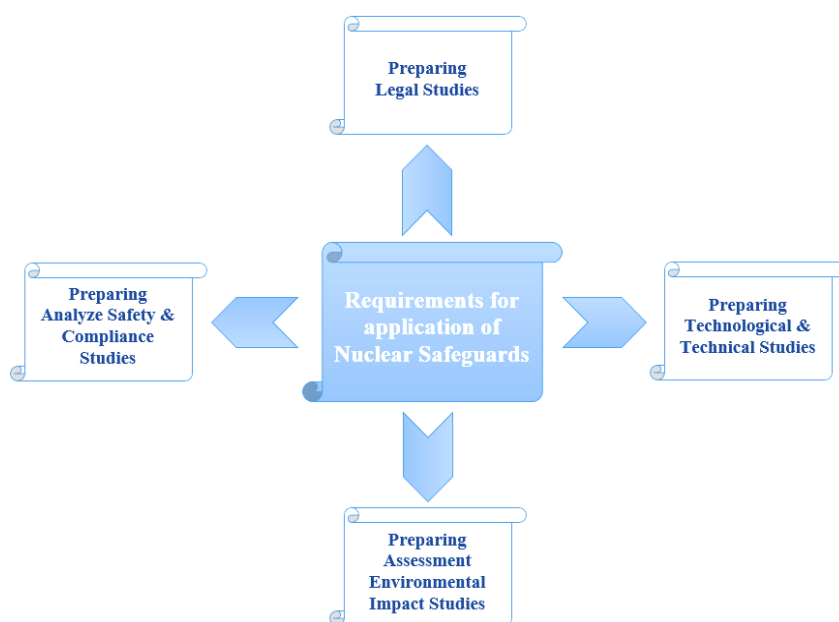 Preparing
Legal Studies
Preparing
Analyze Safety &
Compliance
Studies
Requirements for
application of
Nuclear Safeguards
Preparing
Technological &
Technical Studies
Preparing
Assessment
Environmental
Impact Studies